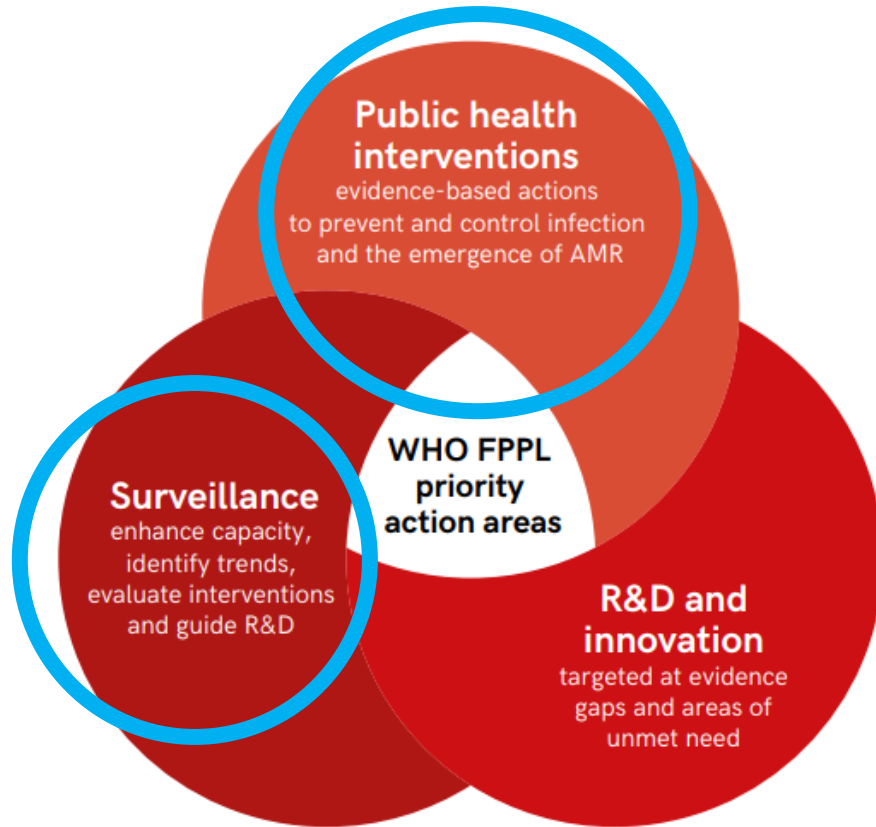 Public health
interventions
evidence-based actions
to prevent and control infection
and the emergence of AMR
WHO FPPL
priority
action areas
Surveillance
enhance capacity,
identify trends,
evaluate interventions
and guide R&D
R&D and
innovation
targeted at evidence
gaps and areas of
unmet need